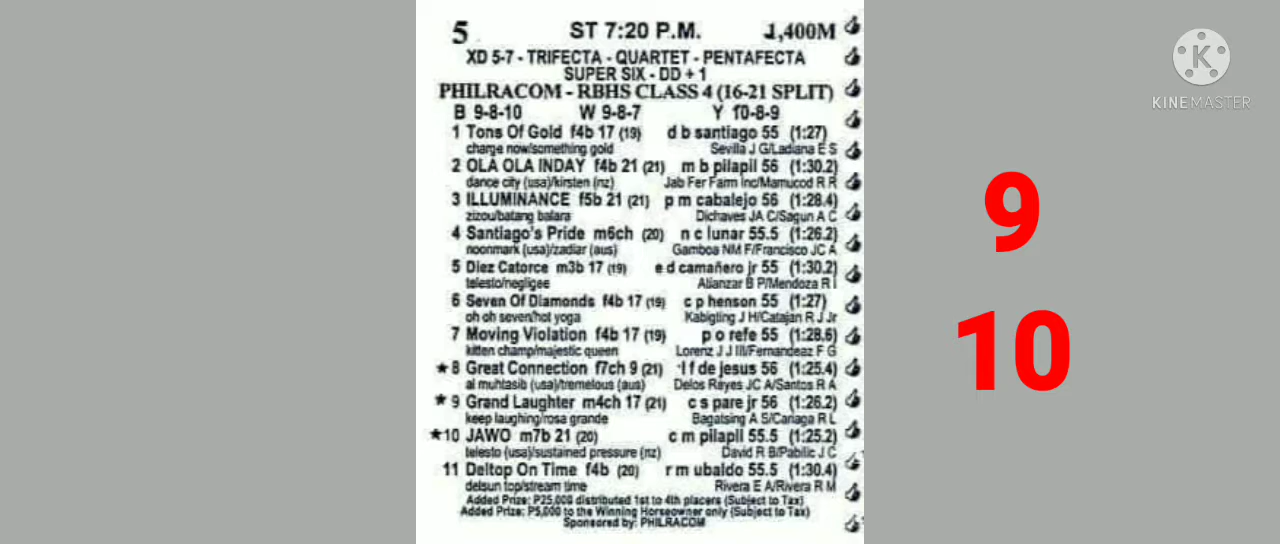 5 ST 7:20 P.M. 1,400M
XD 5-7 - TRIFECTA - QUARTET - PENTAFECTA
SUPER SIX - DD + 1
PHILRACOM - RBHS CLASS 4 (16-21 SPLIT)
B 9-8-10 W 9-8-7 Y 10-8-9
1 Tons Of Gold f4b 17 (19) d b santiago 55 (1:27)
charge now/something gold Sevilla J G/Ladiana E S
2 OLA OLA INDAY f4b 21 (21) m b pilapil 56 (1:30.2)
dance city (usa)/kirsten (nz) Jab Fer Farm Inc/Mamucod R R
3 ILLUMINANCE f5b 21 (21) p m cabalejo 56 (1:28.4)
zizou/batang balara Dichaves JA C/Sagun A C
4 Santiago's Pride m6ch (20) n c lunar 55.5 (1:26.2)
noonmark (usa)/zadiar (aus) Gamboa NM F/Francisco JC A
5 Diez Catorce m3b 17 (19) e d camañero jr 55 (1:30.2)
telesto/negligee Alianzar B P/Mendoza R I
6 Seven Of Diamonds f4b 17 (19) c p henson 55 (1:27)
oh oh seven/hot yoga Kabigting J H/Catajan R J Jr
7 Moving Violation f4b 17 (19) p o refe 55 (1:28.6)
kitten champ/majestic queen Lorenz J J III/Fernandeaz F G
★ 8 Great Connection f7ch 9 (21) l f de jesus 56 (1:25.4)
al muhtasib (usa)/tremelous (aus) Delos Reyes JC A/Santos R A
★ 9 Grand Laughter m4ch 17 (21) c s pare jr 56 (1:26.2)
keep laughing/rosa grande Bagatsing A S/Cariaga R L
★10 JAWO m7b 21 (20) c m pilapil 55.5 (1:25.2)
telesto (usa)/sustained pressure (nz) David R B/Pabilic J C
11 Deltop On Time f4b (20) r m ubaldo 55.5 (1:30.4)
delsun top/stream time Rivera E A/Rivera R M
Added Prize: P25,000 distributed 1st to 4th placers (Subject to Tax)
Added Prize: P5,000 to the Winning Horseowner only (Subject to Tax)
Sponsored by: PHILRACOM
K
KINEMASTER
9
10